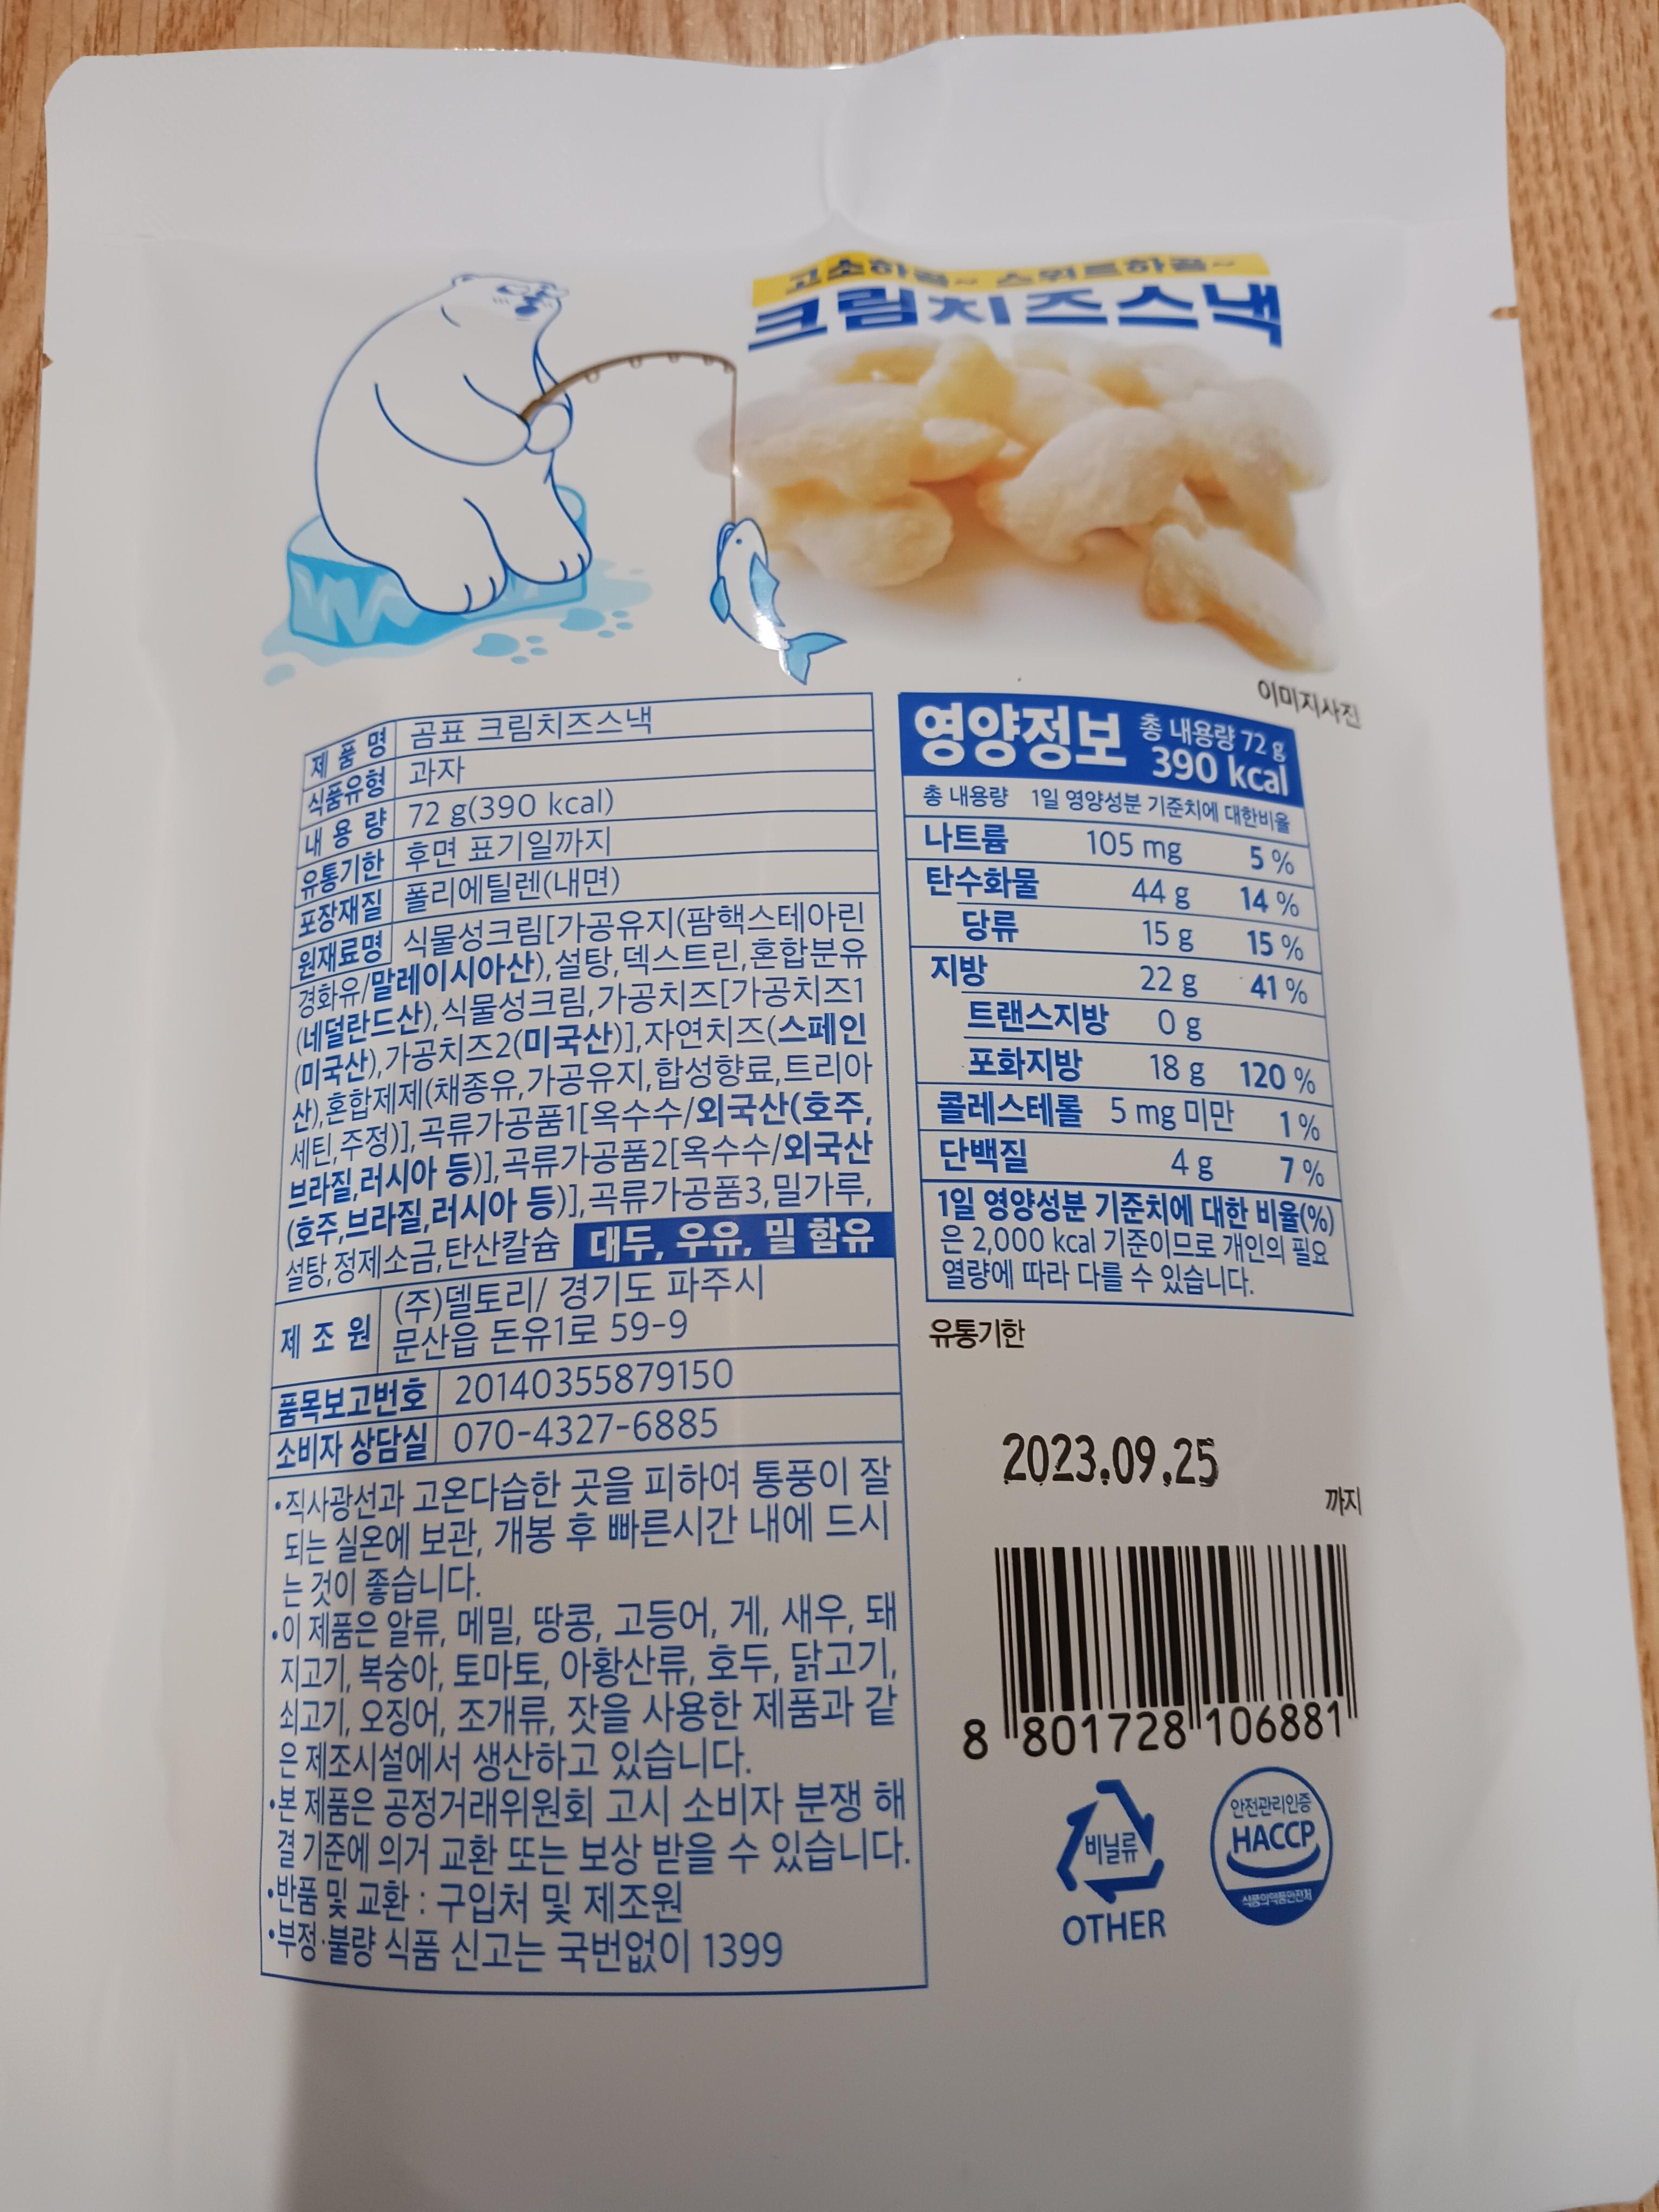 고소하곰~ 스위트하곰~
크림치즈스낵
이미지사진
제 품 명 곰표 크림치즈스낵
식품유형 과자
내 용 량 72 g(390 kcal)
유통기한 후면 표기일까지
포장재질 폴리에틸렌(내면)
원재료명 식물성크림[가공유지(팜핵스테아린
경화유/말레이시아산),설탕,덱스트린,혼합분유
(네덜란드산),식물성크림,가공치즈[가공치즈1
(미국산),가공치즈2(미국산)],자연치즈(스페인
산),혼합제제(채종유,가공유지,합성향료,트리아
세틴,주정)],곡류가공품1[옥수수/외국산(호주,
브라질,러시아 등)],곡류가공품2[옥수수/외국산
(호주,브라질,러시아 등)],곡류가공품3,밀가루,
설탕,정제소금,탄산칼슘 대두, 우유, 밀 함유
제 조 원 (주)델토리/ 경기도 파주시
문산읍 돈유1로 59-9
품목보고번호 20140355879150
소비자 상담실 070-4327-6885
•직사광선과 고온다습한 곳을 피하여 통풍이 잘
되는 실온에 보관, 개봉 후 빠른시간 내에 드시
는 것이 좋습니다.
•이 제품은 알류, 메밀, 땅콩, 고등어, 게, 새우, 돼
지고기, 복숭아, 토마토, 아황산류, 호두, 닭고기,
쇠고기, 오징어, 조개류, 잣을 사용한 제품과 같
은 제조시설에서 생산하고 있습니다.
•본 제품은 공정거래위원회 고시 소비자 분쟁 해
결 기준에 의거 교환 또는 보상 받을 수 있습니다.
•반품 및 교환 : 구입처 및 제조원
•부정·불량 식품 신고는 국번없이 1399
영양정보 총 내용량 72 g
390 kcal
총 내용량 1일 영양성분 기준치에 대한비율
나트륨 105 mg 5 %
탄수화물 44 g 14 %
당류 15 g 15 %
지방 22 g 41 %
트랜스지방 0 g
포화지방 18 g 120 %
콜레스테롤 5 mg 미만 1 %
단백질 4 g 7 %
1일 영양성분 기준치에 대한 비율(%)
은 2,000 kcal 기준이므로 개인의 필요
열량에 따라 다를 수 있습니다.
유통기한
2023.09.25
까지
8 801728 106881
비닐류
OTHER
안전관리인증
HACCP
식품의약품안전처